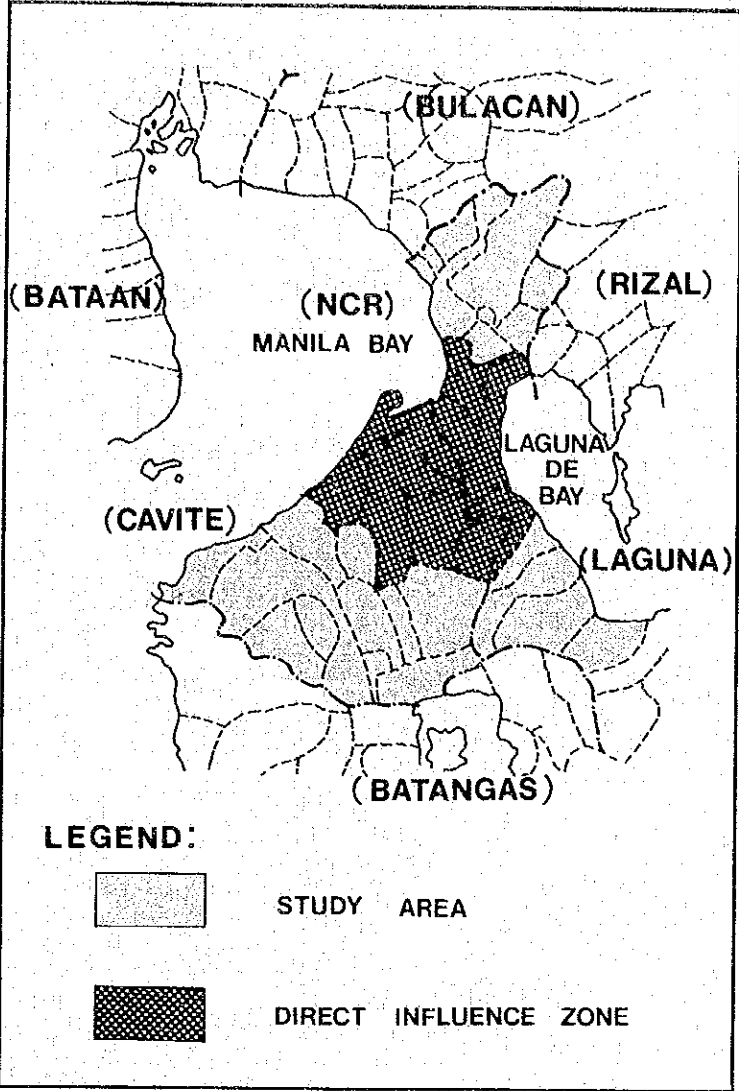 (BULACAN)
(BATAAN)
(NCR)
(RIZAL)
MANILA BAY
LAGUNA
DE
BAY
(CAVITE)
(LAGUNA)
(BATANGAS)
LEGEND:
STUDY AREA
DIRECT INFLUENCE ZONE